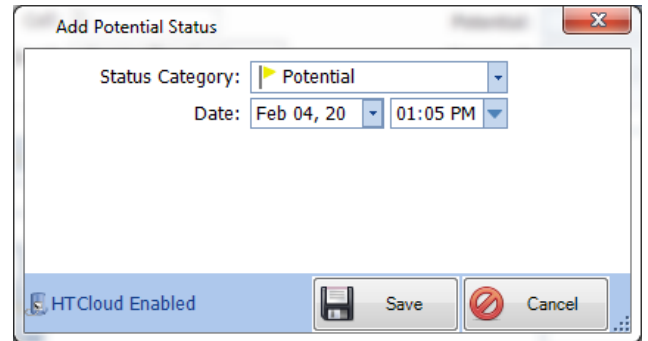 Add Potential Status
Status Category: Potential
Date: Feb 04, 20 01:05 PM
HTCloud Enabled Save Cancel